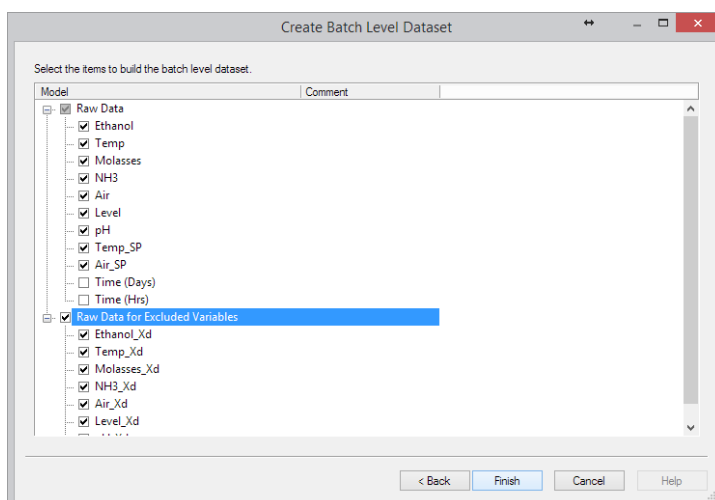 Create Batch Level Dataset
Select the items to build the batch level dataset.
Model Comment
Raw Data
Ethanol
Temp
Molasses
NH3
Air
Level
pH
Temp_SP
Air_SP
Time (Days)
Time (Hrs)
Raw Data for Excluded Variables
Ethanol_Xd
Temp_Xd
Molasses_Xd
NH3_Xd
Air_Xd
Level_Xd
< Back Finish Cancel Help